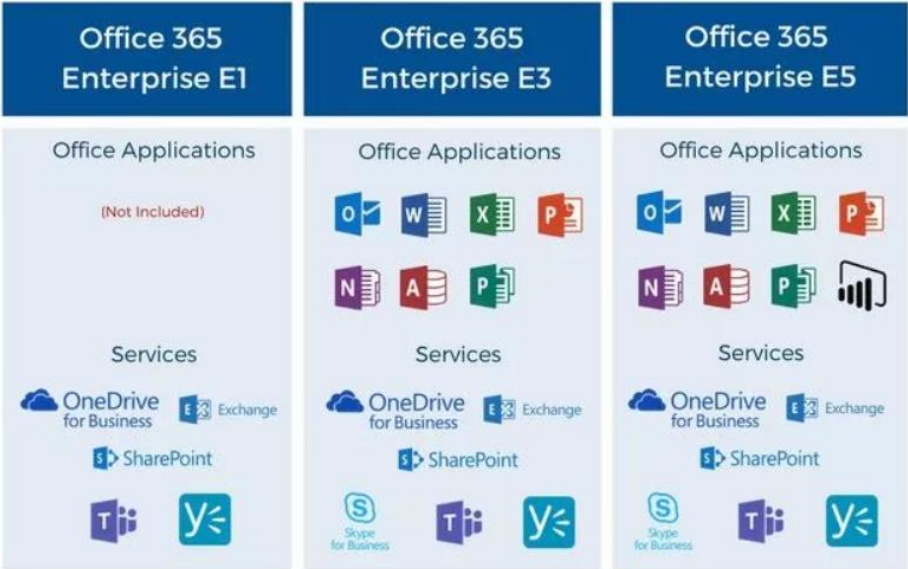 Office 365
Enterprise E1
Office Applications
(Not Included)
Services
OneDrive
for Business
E Exchange
S SharePoint
T
Office 365
Enterprise E3
Office Applications
O W X P
N A P
Services
OneDrive
for Business
E Exchange
S SharePoint
S
Skype
for Business
T
Office 365
Enterprise E5
Office Applications
O W X P
N A P
Services
OneDrive
for Business
E Exchange
S SharePoint
S
Skype
for Business
T